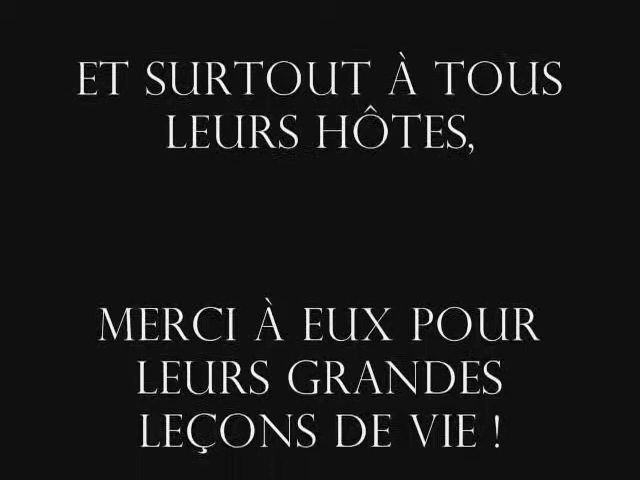 ET SURTOUT À TOUS
LEURS HÔTES,
MERCI À EUX POUR
LEURS GRANDES
LEÇONS DE VIE !